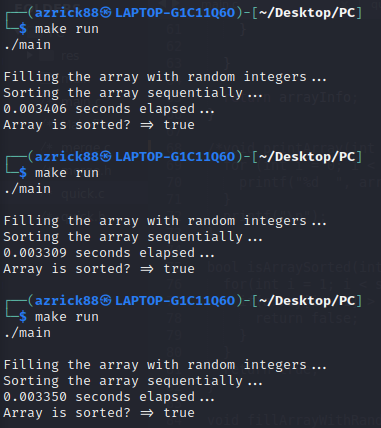 ┌──(azrick88㉿LAPTOP-G1C11Q6O)-[~/Desktop/PC]
└─$ make run
./main
Filling the array with random integers...
Sorting the array sequentially...
0.003406 seconds elapsed...
Array is sorted? => true
┌──(azrick88㉿LAPTOP-G1C11Q6O)-[~/Desktop/PC]
└─$ make run
./main
Filling the array with random integers...
Sorting the array sequentially...
0.003309 seconds elapsed...
Array is sorted? => true
┌──(azrick88㉿LAPTOP-G1C11Q6O)-[~/Desktop/PC]
└─$ make run
./main
Filling the array with random integers...
Sorting the array sequentially...
0.003350 seconds elapsed...
Array is sorted? => true